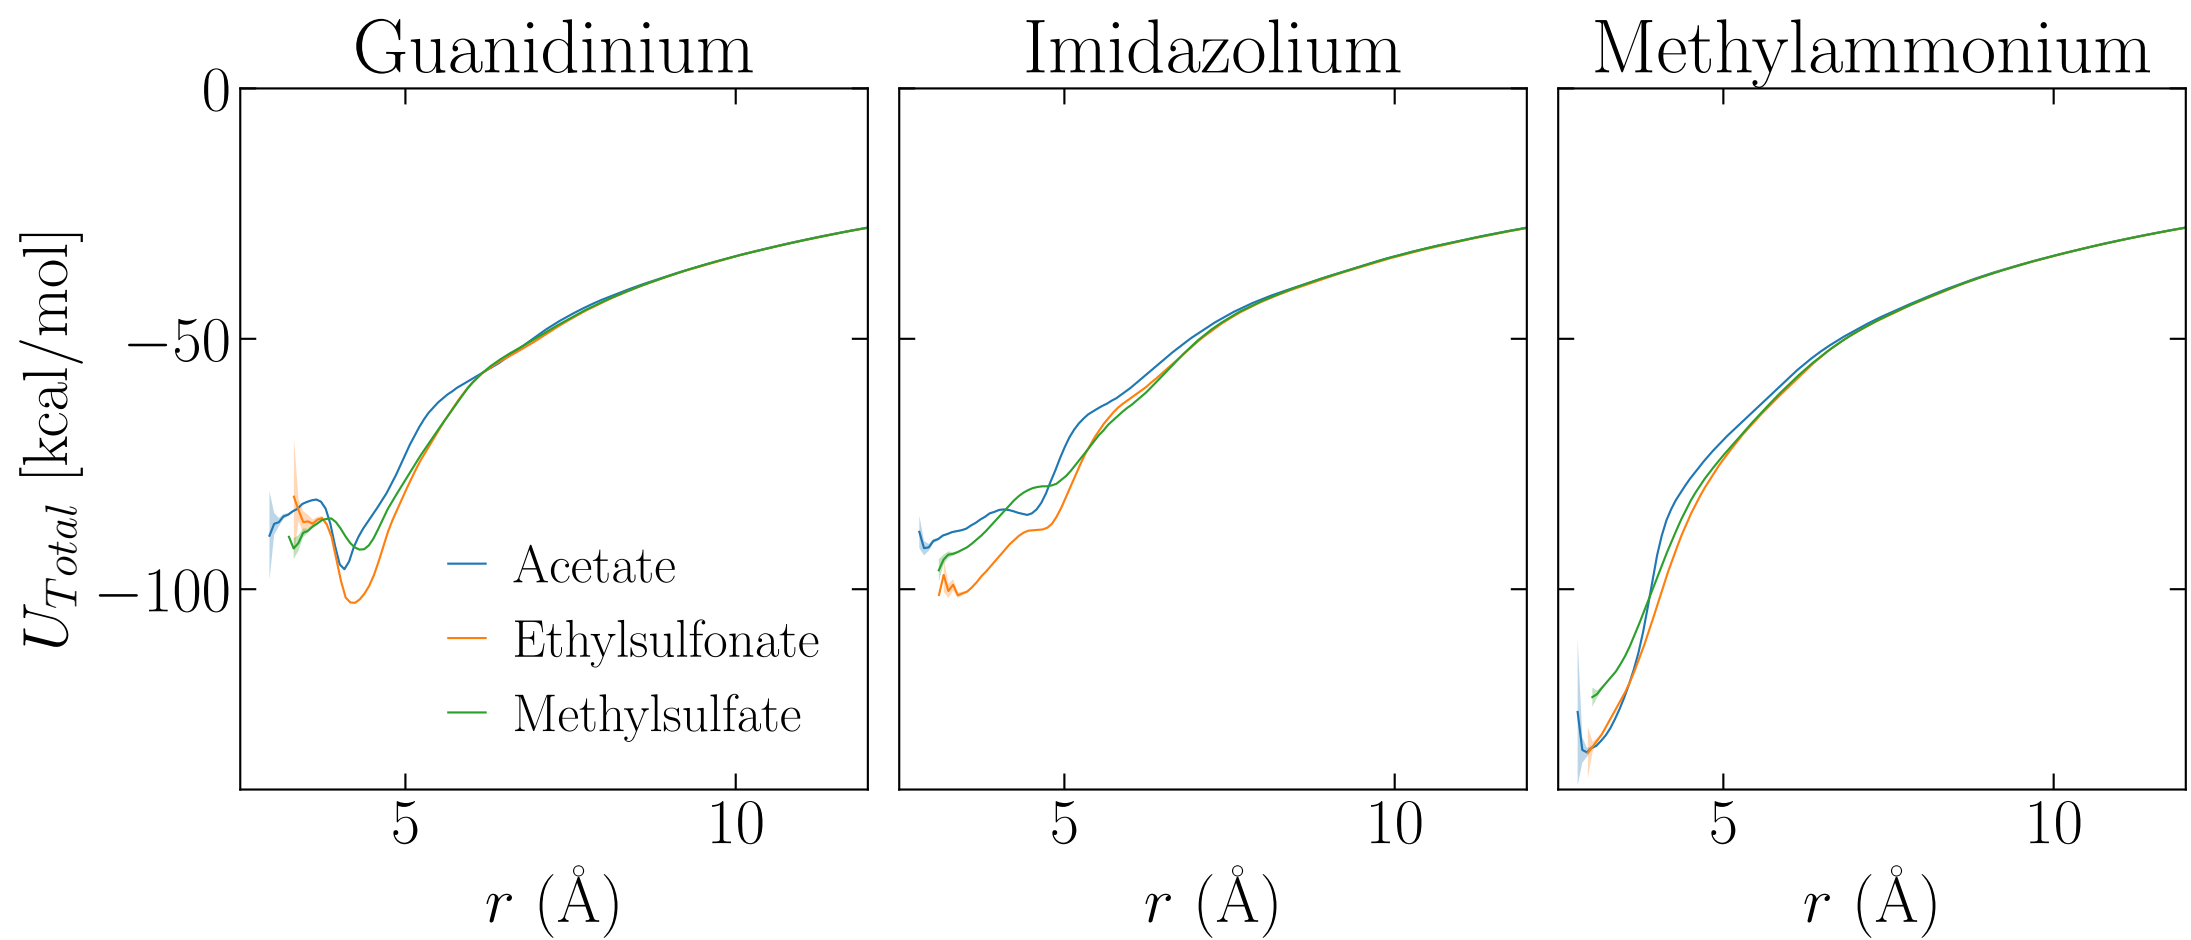 Guanidinium Imidazolium Methylammonium
0
−50
−100
U_Total [kcal/mol]
Acetate
Ethylsulfonate
Methylsulfate
5 10 5 10 5 10
r (Å) r (Å) r (Å)